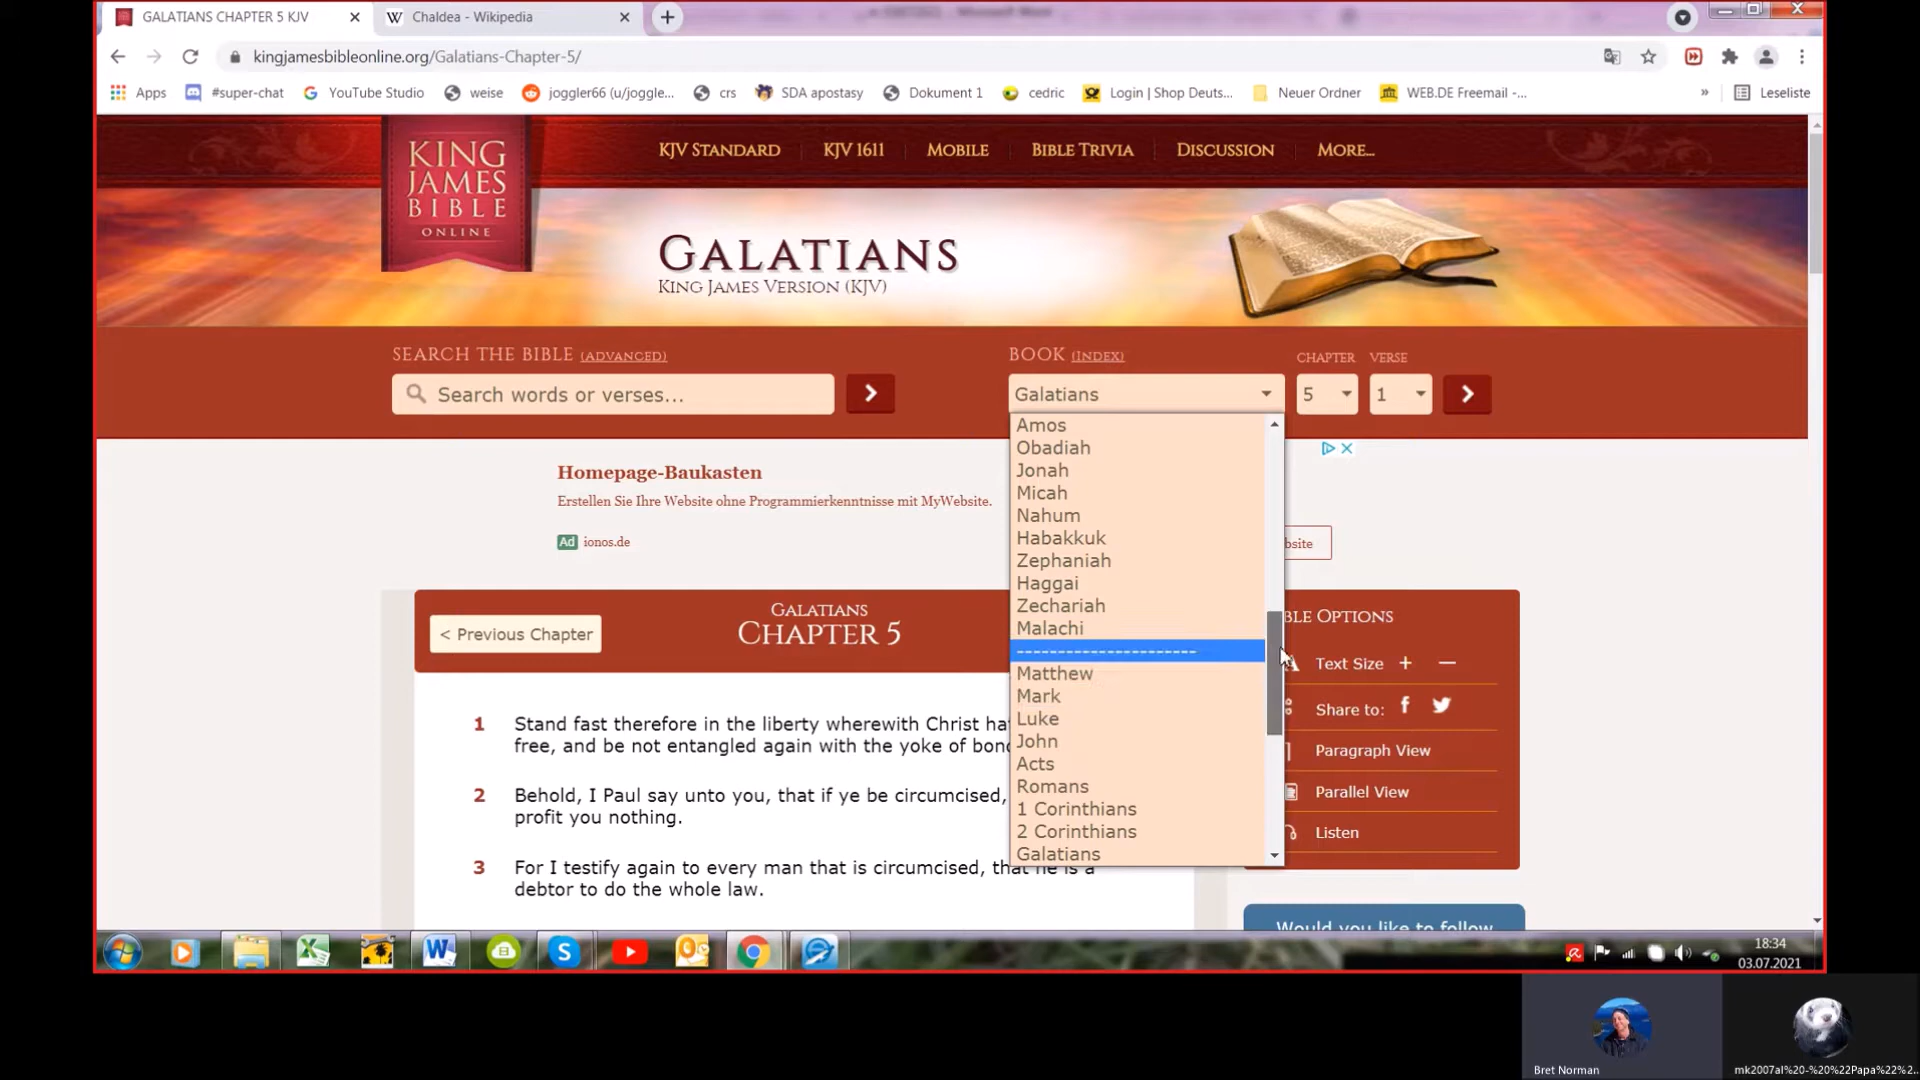 GALATIANS CHAPTER 5 KJV
Chaldea - Wikipedia
kingjamesbibleonline.org/Galatians-Chapter-5/
Apps
#super-chat
YouTube Studio
weise
joggler66 (u/joggle...
crs
SDA apostasy
Dokument 1
cedric
Login | Shop Deuts...
Neuer Ordner
WEB.DE Freemail -...
»
Leseliste
KING
JAMES
BIBLE
ONLINE
KJV STANDARD
KJV 1611
MOBILE
BIBLE TRIVIA
DISCUSSION
MORE...
GALATIANS
KING JAMES VERSION (KJV)
SEARCH THE BIBLE (ADVANCED)
Search words or verses...
BOOK (INDEX)
CHAPTER
VERSE
Galatians
5
1
Amos
Obadiah
Jonah
Micah
Nahum
Habakkuk
Zephaniah
Haggai
Zechariah
Malachi
----------------------
Matthew
Mark
Luke
John
Acts
Romans
1 Corinthians
2 Corinthians
Galatians
Homepage-Baukasten
Erstellen Sie Ihre Website ohne Programmierkenntnisse mit MyWebsite.
Ad ionos.de
bsite
< Previous Chapter
GALATIANS
CHAPTER 5
1 Stand fast therefore in the liberty wherewith Christ ha
free, and be not entangled again with the yoke of bon
2 Behold, I Paul say unto you, that if ye be circumcised,
profit you nothing.
3 For I testify again to every man that is circumcised, that he is a
debtor to do the whole law.
BLE OPTIONS
Text Size + −
Share to:
Paragraph View
Parallel View
Listen
Would you like to follow
18:34
03.07.2021
Bret Norman
mk2007al%20-%20%22Papa%22%2...